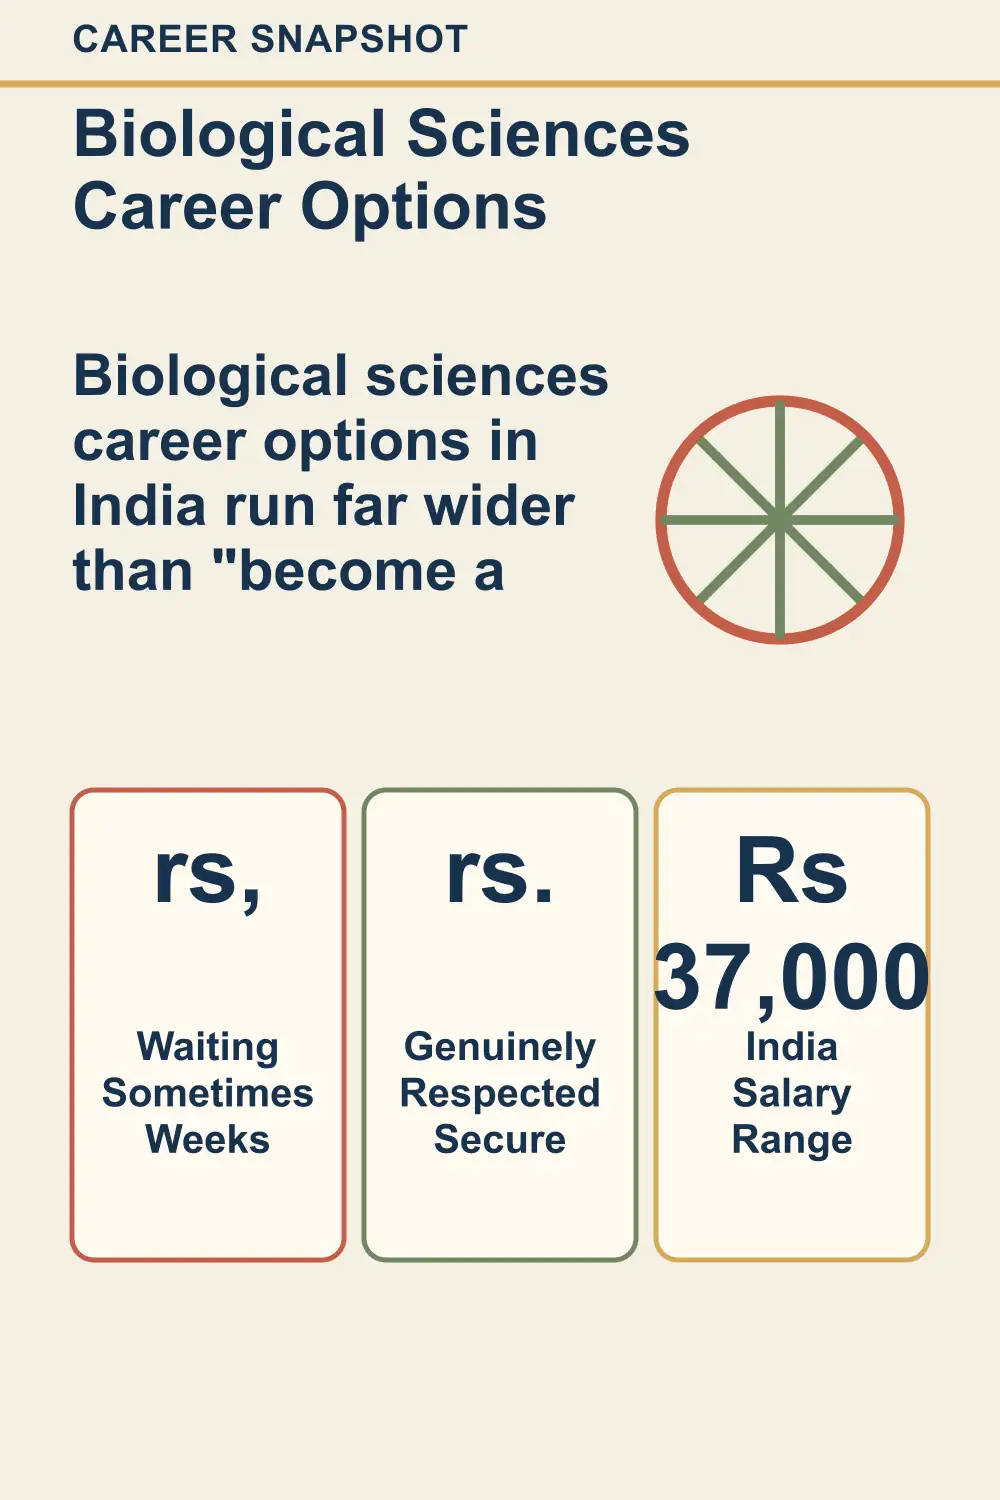 CAREER SNAPSHOT
Biological Sciences
Career Options
Biological sciences
career options in
India run far wider
than "become a
rs,
Waiting
Sometimes
Weeks
rs.
Genuinely
Respected
Secure
Rs
37,000
India
Salary
Range